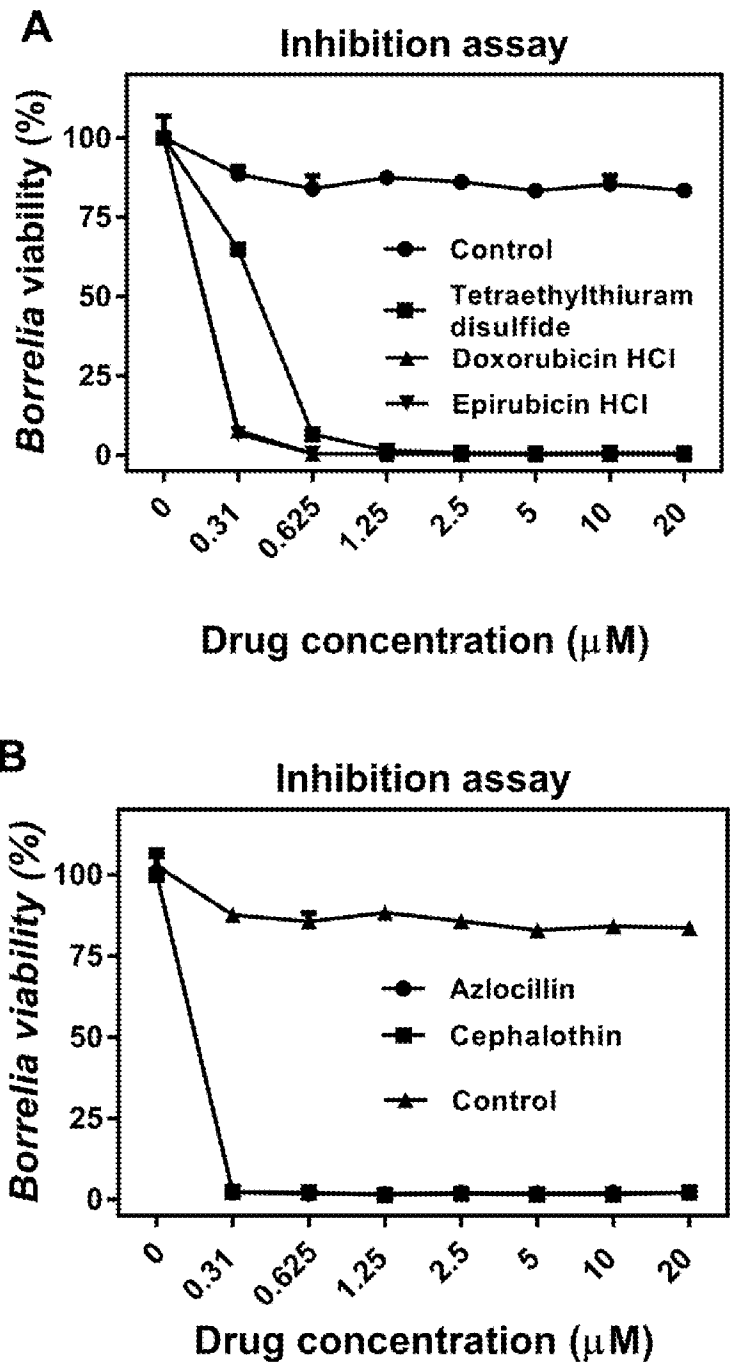 A
Inhibition assay
Borrelia viability (%)
100
75
50
25
0
Control
Tetraethylthiuram
disulfide
Doxorubicin HCl
Epirubicin HCl
0 0.31 0.625 1.25 2.5 5 10 20
Drug concentration (μM)
B
Inhibition assay
Borrelia viability (%)
100
75
50
25
0
Azlocillin
Cephalothin
Control
0 0.31 0.625 1.25 2.5 5 10 20
Drug concentration (μM)